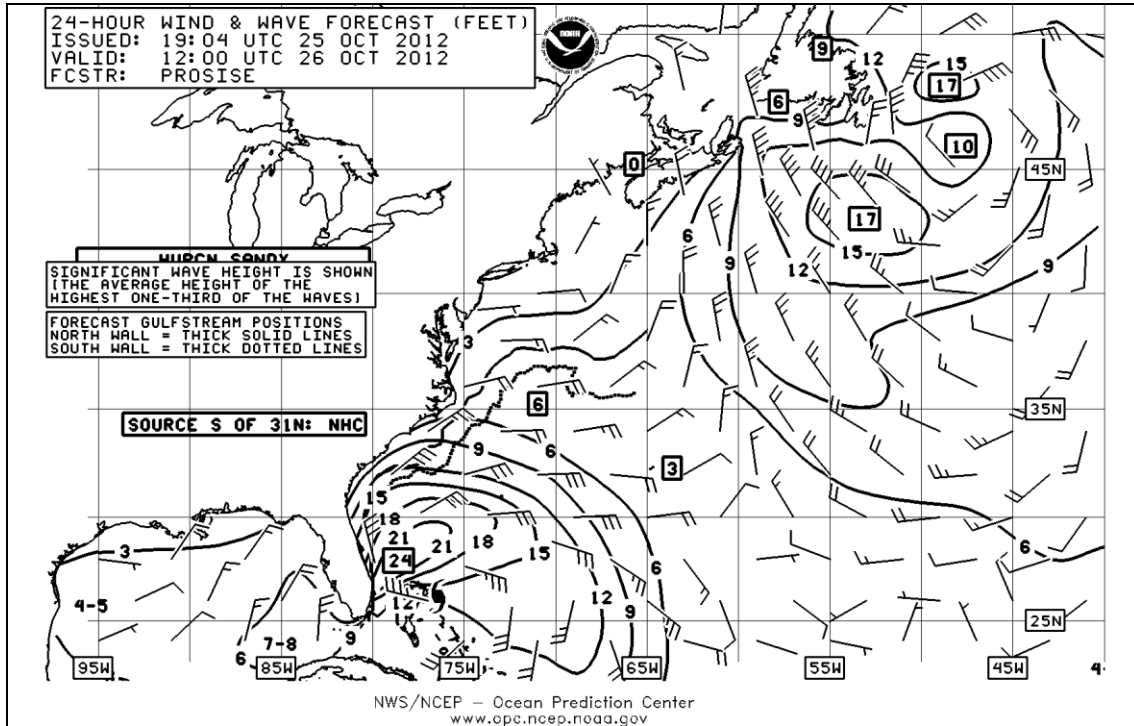 24-HOUR WIND & WAVE FORECAST (FEET)
ISSUED: 19:04 UTC 25 OCT 2012
VALID: 12:00 UTC 26 OCT 2012
FCSTR: PROSISE
NOAA
9
12
15
17
6
9
10
0
45N
17
6
15
9
12
9
HURCN SANDY
SIGNIFICANT WAVE HEIGHT IS SHOWN
(THE AVERAGE HEIGHT OF THE
HIGHEST ONE-THIRD OF THE WAVES)
FORECAST GULFSTREAM POSITIONS
NORTH WALL = THICK SOLID LINES
SOUTH WALL = THICK DOTTED LINES
3
6
35N
SOURCE S OF 31N: NHC
9
6
3
15
18
21
21
18
15
24
3
6
6
12
12
9
4-5
25N
7-8
9
6
95W
85W
75W
65W
55W
45W
4
NWS/NCEP – Ocean Prediction Center
www.opc.ncep.noaa.gov